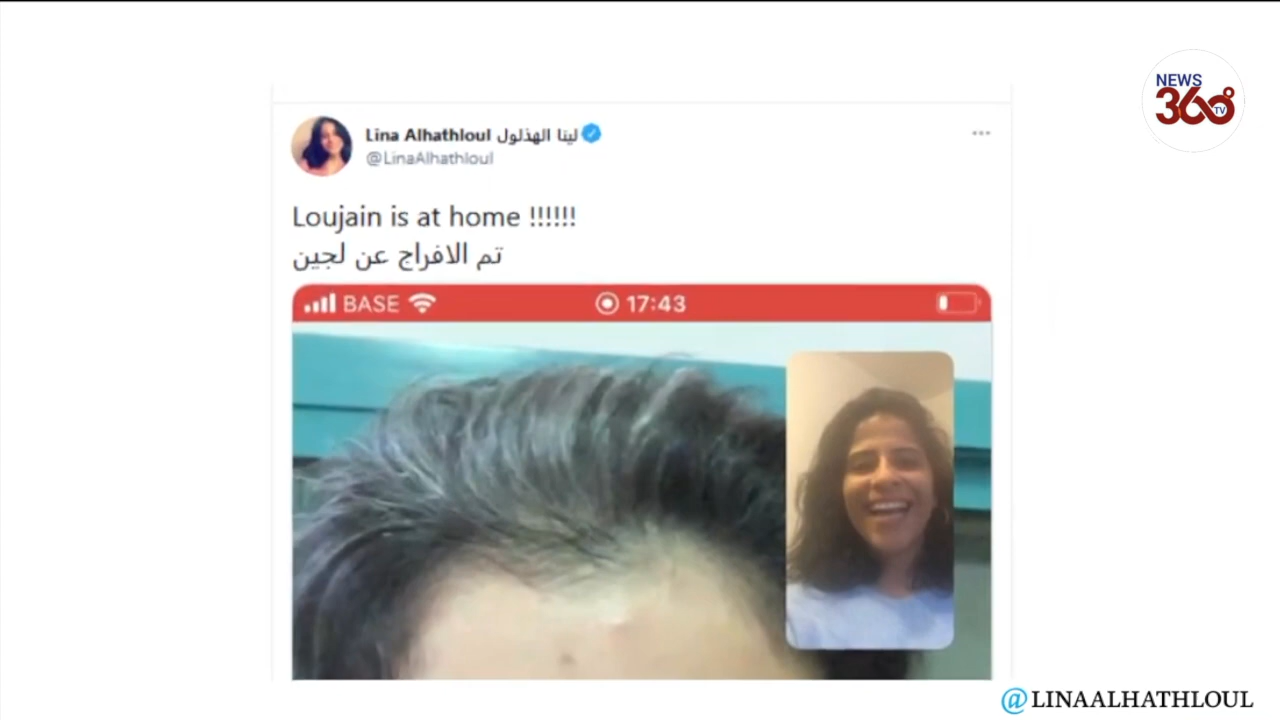 NEWS
360°
TV
Lina Alhathloul لينا الهذلول
@LinaAlhathloul
Loujain is at home !!!!!!
تم الافراج عن لجين
BASE 17:43
@LINAALHATHLOUL